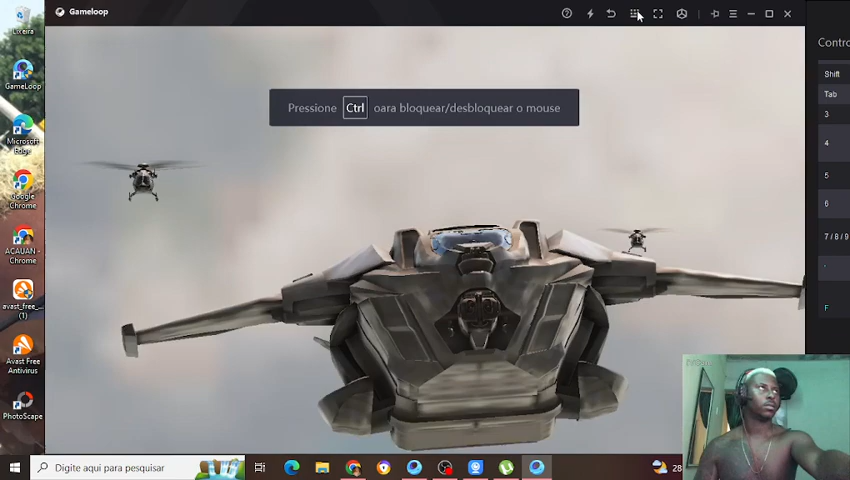 Lixeira
GameLoop
Microsoft
Edge
Google
Chrome
ACAUAN -
Chrome
avast_free_...
(1)
Avast Free
Antivirus
PhotoScape
Gameloop
Pressione Ctrl oara bloquear/desbloquear o mouse
Contro
Shift
Tab
3
4
5
6
7 / 8 / 9
F
Digite aqui para pesquisar
28